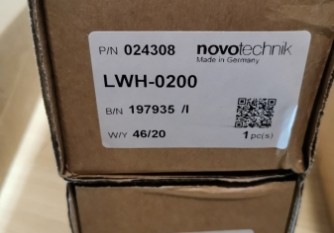 P/N 024308 novotechnik
Made in Germany
LWH-0200
B/N 197935 /I
W/Y 46/20
1 pc(s)